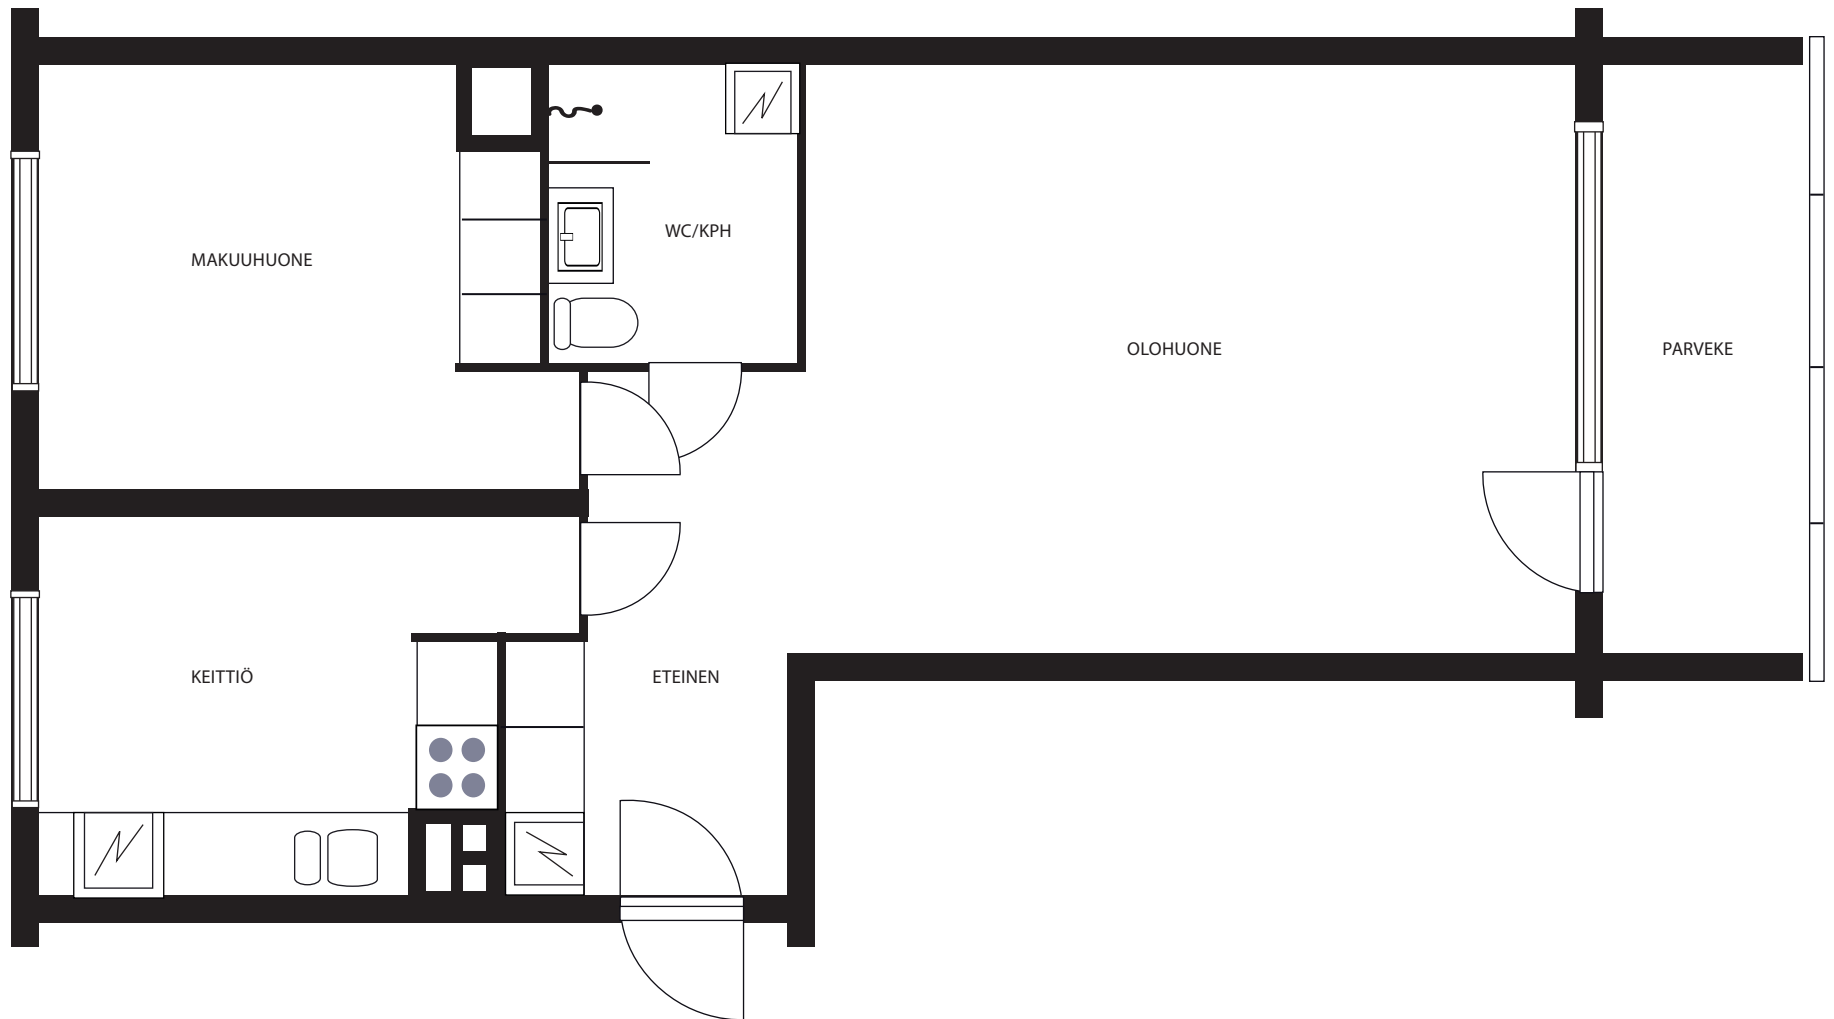 WC/KPH
MAKUUHUONE
OLOHUONE
PARVEKE
KEITTIÖ
ETEINEN